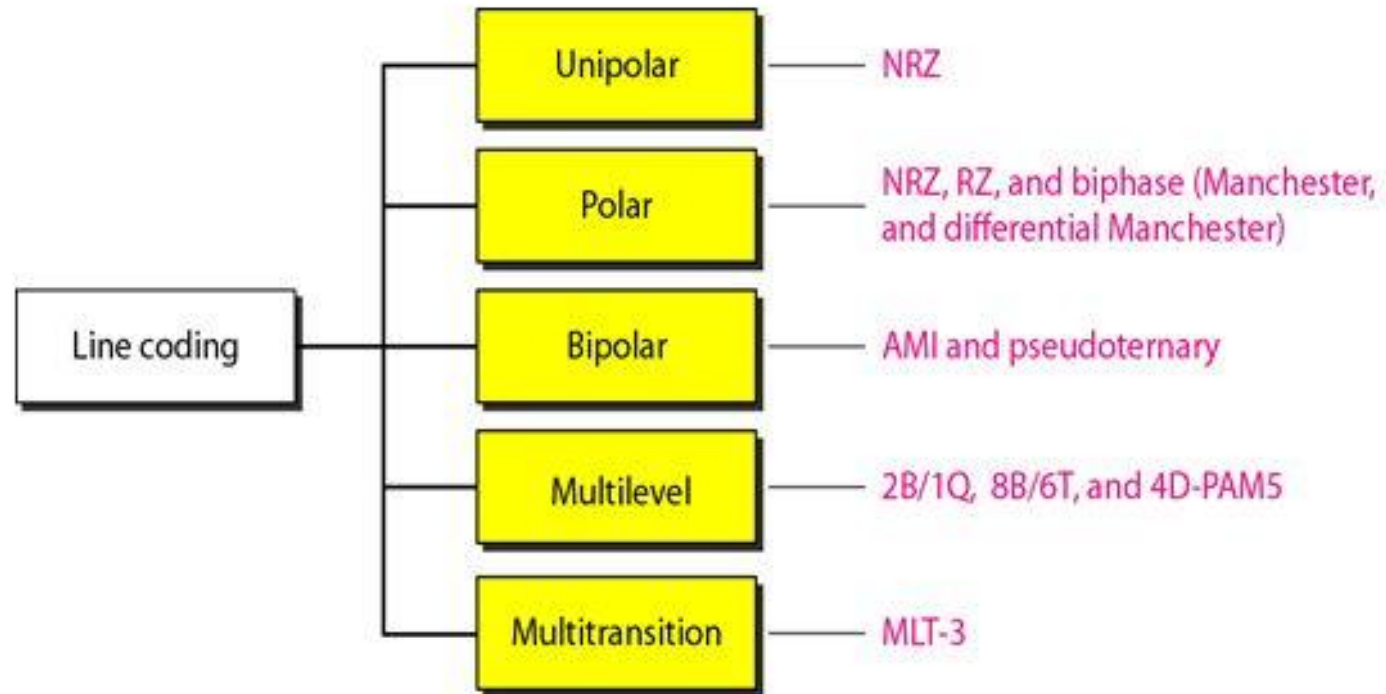 Unipolar
NRZ
Polar
NRZ, RZ, and biphase (Manchester,
and differential Manchester)
Line coding
Bipolar
AMI and pseudoternary
Multilevel
2B/1Q, 8B/6T, and 4D-PAM5
Multitransition
MLT-3